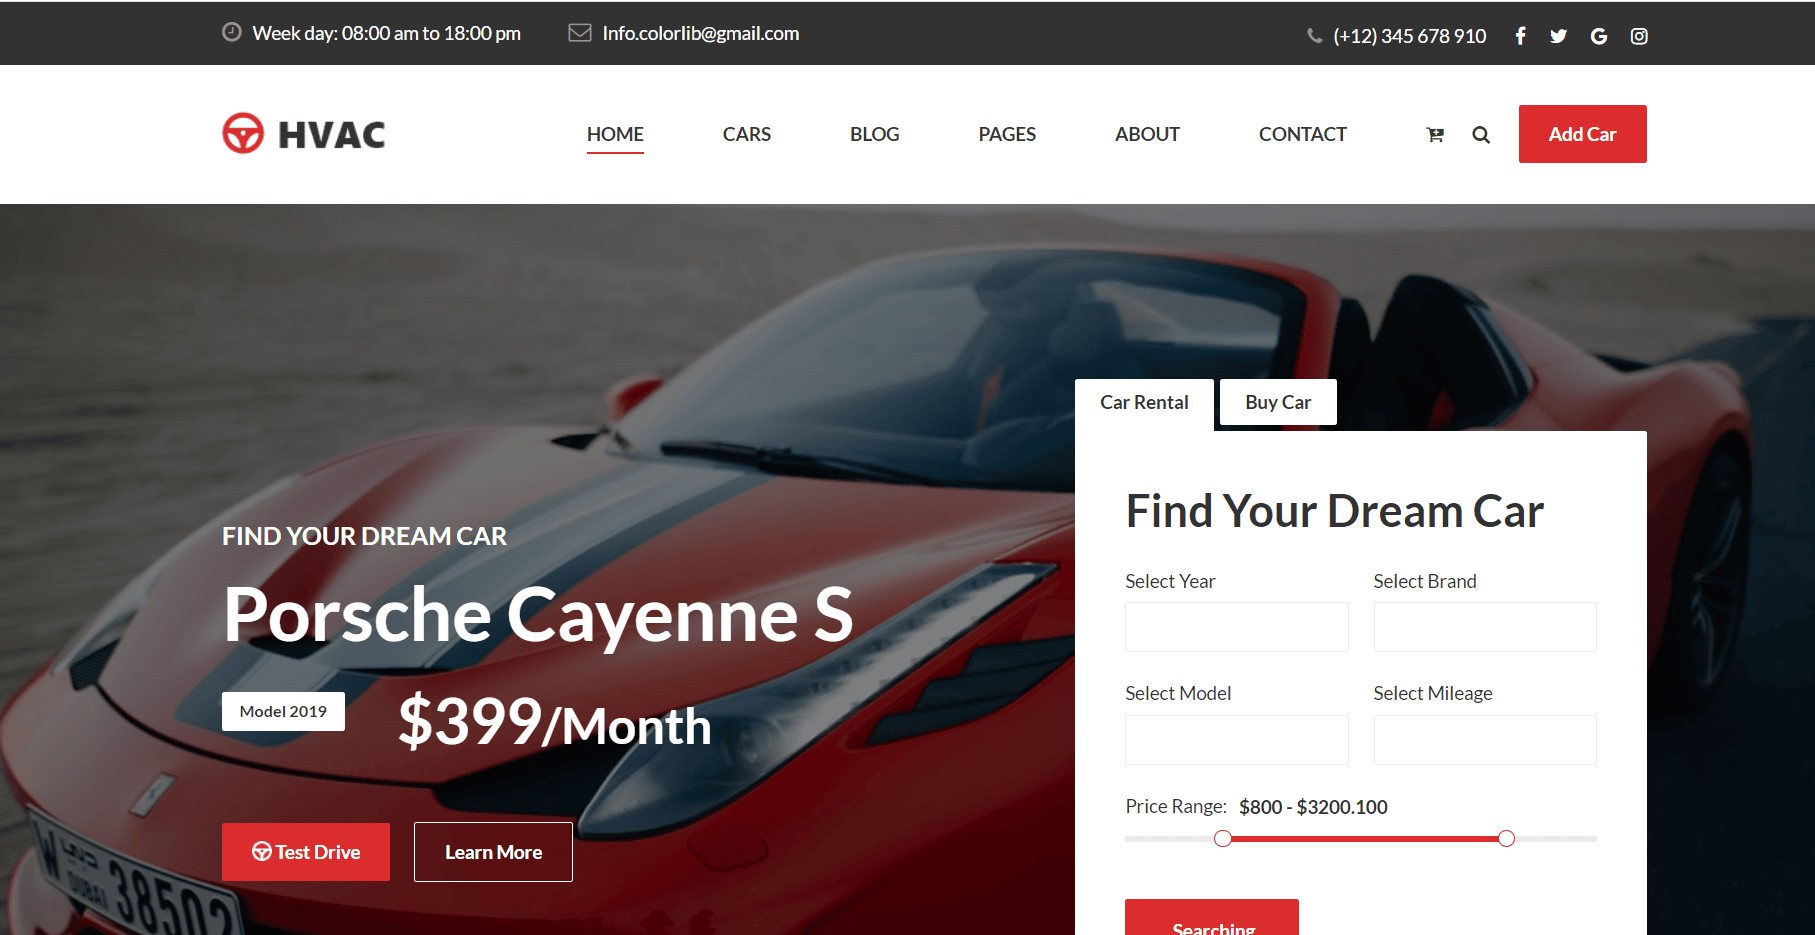 Week day: 08:00 am to 18:00 pm
Info.colorlib@gmail.com
(+12) 345 678 910
HVAC
HOME
CARS
BLOG
PAGES
ABOUT
CONTACT
Add Car
Car Rental
Buy Car
FIND YOUR DREAM CAR
Porsche Cayenne S
Model 2019
$399/Month
Test Drive
Learn More
Find Your Dream Car
Select Year
Select Brand
Select Model
Select Mileage
Price Range: $800 - $3200.100
Searching
W
DUBAI
38502